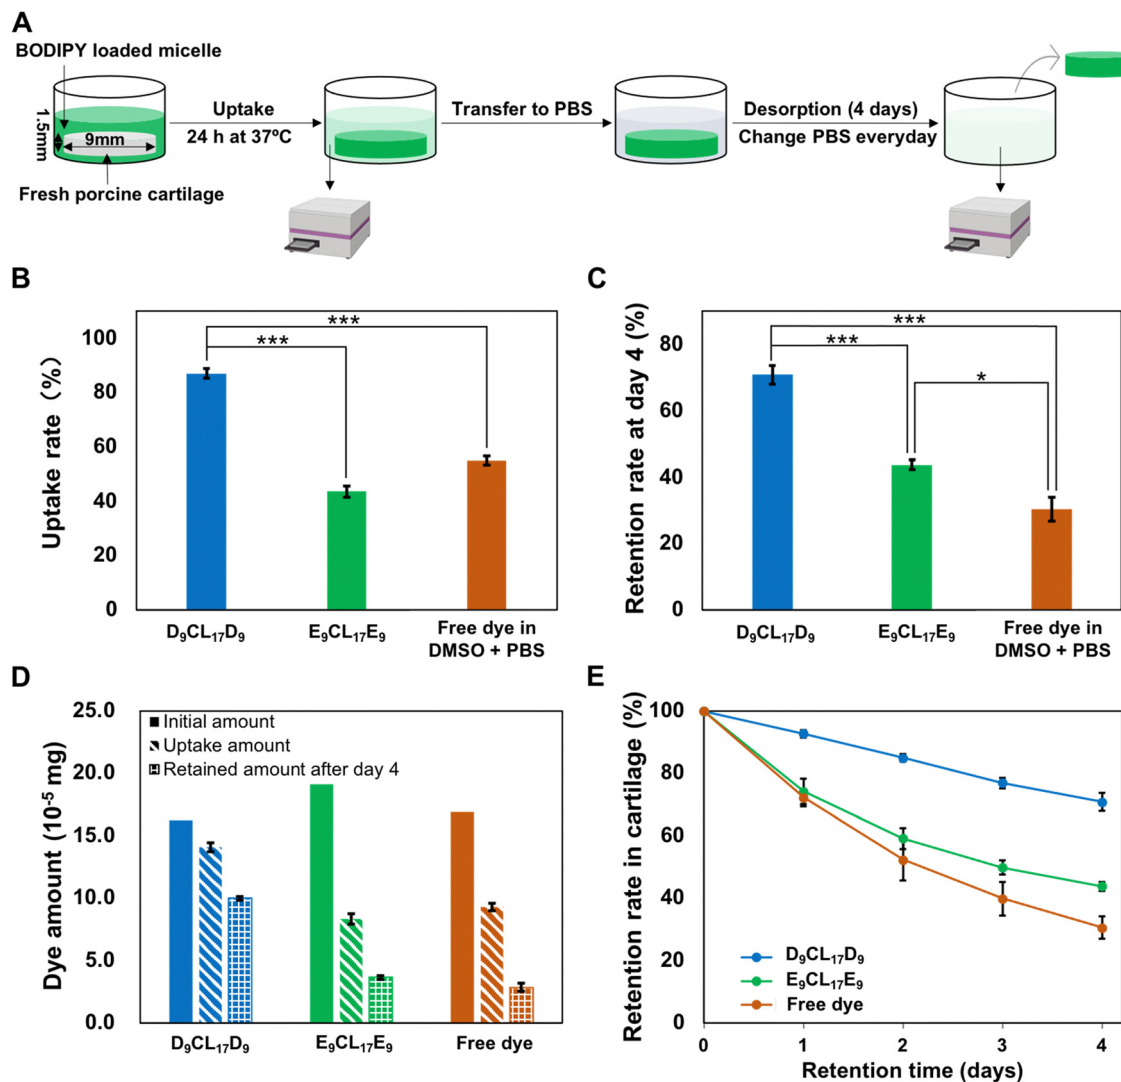 A
BODIPY loaded micelle
1.5mm
9mm
Fresh porcine cartilage
Uptake
24 h at 37ºC
Transfer to PBS
Desorption (4 days)
Change PBS everyday
B
Uptake rate (%)
100
80
60
40
20
0
***
***
D₉CL₁₇D₉
E₉CL₁₇E₉
Free dye in
DMSO + PBS
C
Retention rate at day 4 (%)
80
60
40
20
0
***
***
*
D₉CL₁₇D₉
E₉CL₁₇E₉
Free dye in
DMSO + PBS
D
Dye amount (10⁻⁵ mg)
25.0
20.0
15.0
10.0
5.0
0.0
Initial amount
Uptake amount
Retained amount after day 4
D₉CL₁₇D₉
E₉CL₁₇E₉
Free dye
E
Retention rate in cartilage (%)
100
80
60
40
20
0
D₉CL₁₇D₉
E₉CL₁₇E₉
Free dye
0
1
2
3
4
Retention time (days)